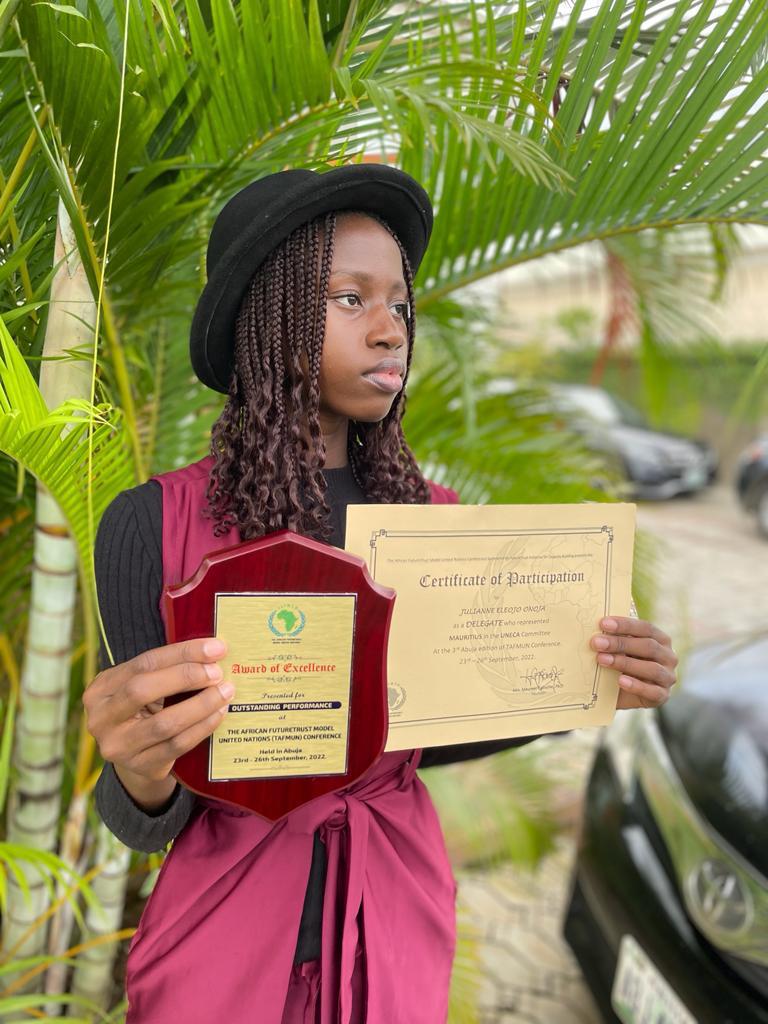 Award of Excellence
Presented for
OUTSTANDING PERFORMANCE
at
THE AFRICAN FUTURETRUST MODEL
UNITED NATIONS (TAFMUN) CONFERENCE
Held in Abuja
23rd - 26th September, 2022.
Certificate of Participation
JULIANNE ELEOJO ONOJA
as a DELEGATE who represented
MAURITIUS in the UNECA Committee
At the 3rd Abuja edition of TAFMUN Conference.
23rd – 26th September, 2022.